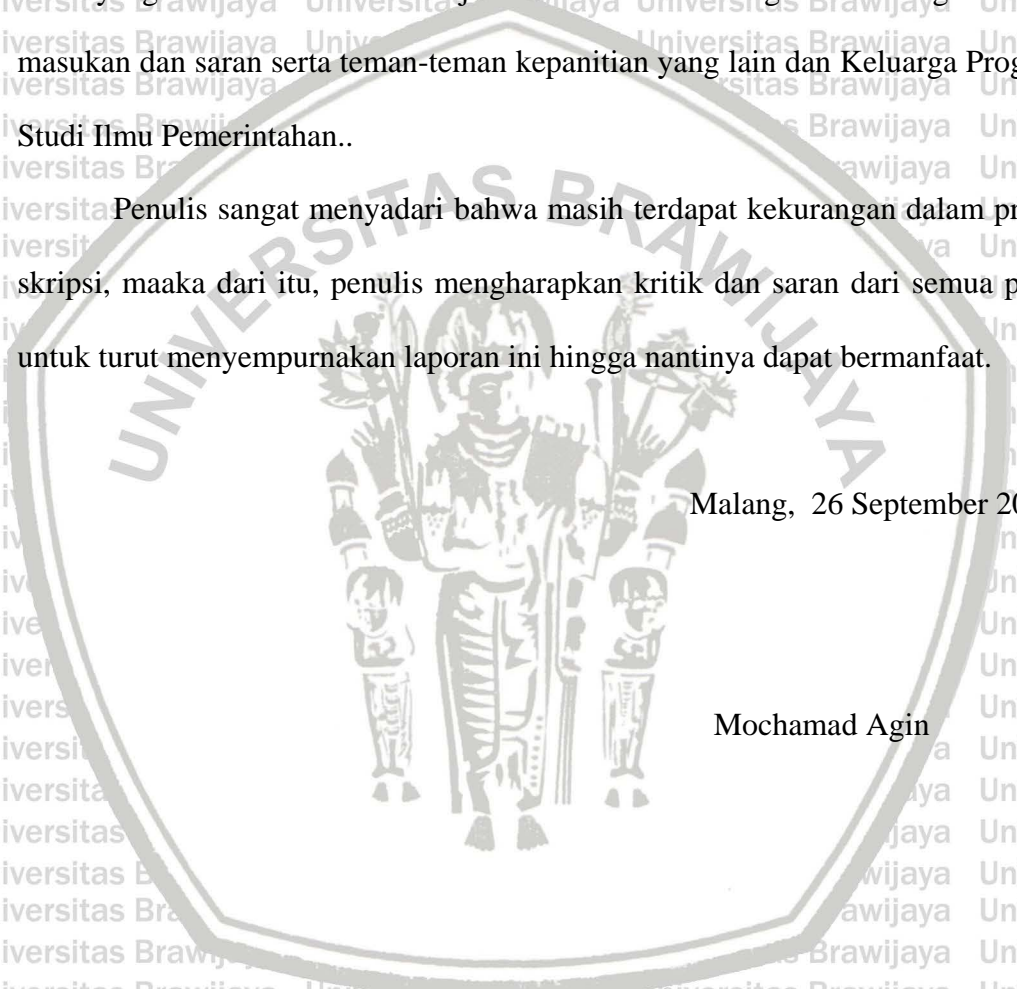 masukan dan saran serta teman-teman kepanitian yang lain dan Keluarga Prog
Studi Ilmu Pemerintahan..
Penulis sangat menyadari bahwa masih terdapat kekurangan dalam pr
skripsi, maaka dari itu, penulis mengharapkan kritik dan saran dari semua p
untuk turut menyempurnakan laporan ini hingga nantinya dapat bermanfaat.
Malang, 26 September 20
Mochamad Agin
UNIVERSITAS BRAWIJAYA